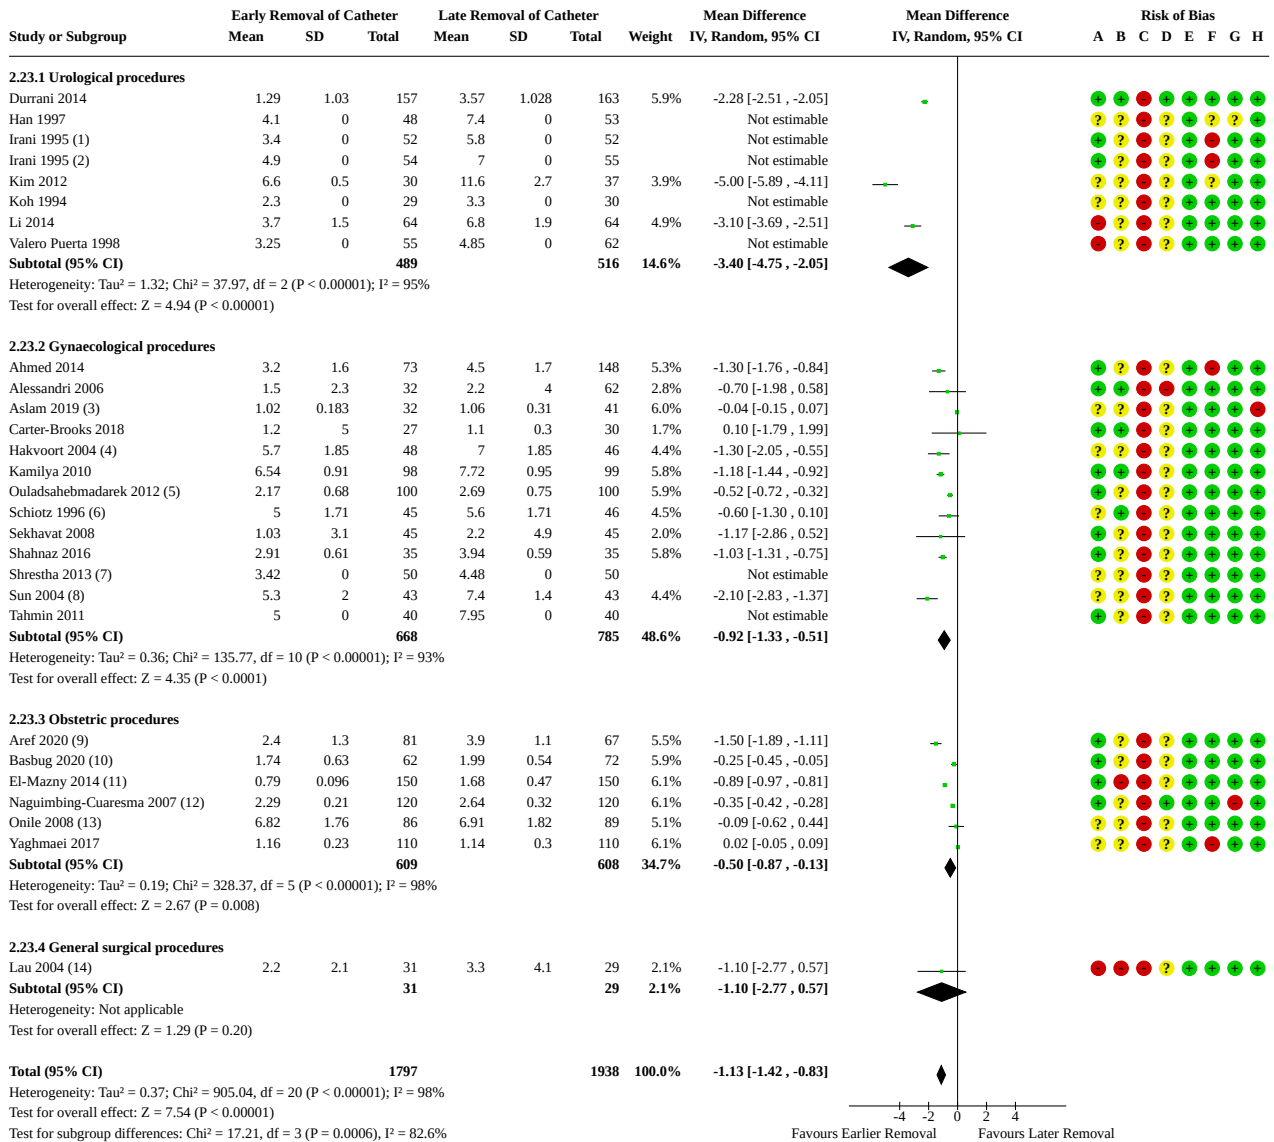 Early Removal of Catheter Late Removal of Catheter Mean Difference Mean Difference Risk of Bias
Study or Subgroup Mean SD Total Mean SD Total Weight IV, Random, 95% CI IV, Random, 95% CI A B C D E F G H
2.23.1 Urological procedures
Durrani 2014 1.29 1.03 157 3.57 1.028 163 5.9% -2.28 [-2.51 , -2.05] + + - + + + + +
Han 1997 4.1 0 48 7.4 0 53 Not estimable ? ? - ? + ? ? +
Irani 1995 (1) 3.4 0 52 5.8 0 52 Not estimable + ? - ? + - + +
Irani 1995 (2) 4.9 0 54 7 0 55 Not estimable + ? - ? + - + +
Kim 2012 6.6 0.5 30 11.6 2.7 37 3.9% -5.00 [-5.89 , -4.11] ? ? - ? + ? + +
Koh 1994 2.3 0 29 3.3 0 30 Not estimable ? ? - ? + + + +
Li 2014 3.7 1.5 64 6.8 1.9 64 4.9% -3.10 [-3.69 , -2.51] - ? - ? + + + +
Valero Puerta 1998 3.25 0 55 4.85 0 62 Not estimable - ? - ? + + + +
Subtotal (95% CI) 489 516 14.6% -3.40 [-4.75 , -2.05]
Heterogeneity: Tau² = 1.32; Chi² = 37.97, df = 2 (P < 0.00001); I² = 95%
Test for overall effect: Z = 4.94 (P < 0.00001)
2.23.2 Gynaecological procedures
Ahmed 2014 3.2 1.6 73 4.5 1.7 148 5.3% -1.30 [-1.76 , -0.84] + ? - ? + - + +
Alessandri 2006 1.5 2.3 32 2.2 4 62 2.8% -0.70 [-1.98 , 0.58] + + - - + + + +
Aslam 2019 (3) 1.02 0.183 32 1.06 0.31 41 6.0% -0.04 [-0.15 , 0.07] ? ? - ? + + + -
Carter-Brooks 2018 1.2 5 27 1.1 0.3 30 1.7% 0.10 [-1.79 , 1.99] + + - ? + + + +
Hakvoort 2004 (4) 5.7 1.85 48 7 1.85 46 4.4% -1.30 [-2.05 , -0.55] ? ? - ? + + + +
Kamilya 2010 6.54 0.91 98 7.72 0.95 99 5.8% -1.18 [-1.44 , -0.92] + + - ? + + + +
Ouladsahebmadarek 2012 (5) 2.17 0.68 100 2.69 0.75 100 5.9% -0.52 [-0.72 , -0.32] + ? - ? + + + +
Schiotz 1996 (6) 5 1.71 45 5.6 1.71 46 4.5% -0.60 [-1.30 , 0.10] ? + - ? + + + +
Sekhavat 2008 1.03 3.1 45 2.2 4.9 45 2.0% -1.17 [-2.86 , 0.52] + ? - ? + + + +
Shahnaz 2016 2.91 0.61 35 3.94 0.59 35 5.8% -1.03 [-1.31 , -0.75] + ? - ? + + + +
Shrestha 2013 (7) 3.42 0 50 4.48 0 50 Not estimable ? ? - ? + + + +
Sun 2004 (8) 5.3 2 43 7.4 1.4 43 4.4% -2.10 [-2.83 , -1.37] ? ? - ? + + + +
Tahmin 2011 5 0 40 7.95 0 40 Not estimable + ? - ? + + + +
Subtotal (95% CI) 668 785 48.6% -0.92 [-1.33 , -0.51]
Heterogeneity: Tau² = 0.36; Chi² = 135.77, df = 10 (P < 0.00001); I² = 93%
Test for overall effect: Z = 4.35 (P < 0.0001)
2.23.3 Obstetric procedures
Aref 2020 (9) 2.4 1.3 81 3.9 1.1 67 5.5% -1.50 [-1.89 , -1.11] + ? - ? + + + +
Basbug 2020 (10) 1.74 0.63 62 1.99 0.54 72 5.9% -0.25 [-0.45 , -0.05] + ? - ? + + + +
El-Mazny 2014 (11) 0.79 0.096 150 1.68 0.47 150 6.1% -0.89 [-0.97 , -0.81] + - - ? + + + +
Naguimbing-Cuaresma 2007 (12) 2.29 0.21 120 2.64 0.32 120 6.1% -0.35 [-0.42 , -0.28] + ? - + + + - +
Onile 2008 (13) 6.82 1.76 86 6.91 1.82 89 5.1% -0.09 [-0.62 , 0.44] ? ? - ? + + + +
Yaghmaei 2017 1.16 0.23 110 1.14 0.3 110 6.1% 0.02 [-0.05 , 0.09] ? ? - ? + - + +
Subtotal (95% CI) 609 608 34.7% -0.50 [-0.87 , -0.13]
Heterogeneity: Tau² = 0.19; Chi² = 328.37, df = 5 (P < 0.00001); I² = 98%
Test for overall effect: Z = 2.67 (P = 0.008)
2.23.4 General surgical procedures
Lau 2004 (14) 2.2 2.1 31 3.3 4.1 29 2.1% -1.10 [-2.77 , 0.57] - - - ? + + + +
Subtotal (95% CI) 31 29 2.1% -1.10 [-2.77 , 0.57]
Heterogeneity: Not applicable
Test for overall effect: Z = 1.29 (P = 0.20)
Total (95% CI) 1797 1938 100.0% -1.13 [-1.42 , -0.83]
Heterogeneity: Tau² = 0.37; Chi² = 905.04, df = 20 (P < 0.00001); I² = 98%
Test for overall effect: Z = 7.54 (P < 0.00001) -4 -2 0 2 4
Test for subgroup differences: Chi² = 17.21, df = 3 (P = 0.0006), I² = 82.6% Favours Earlier Removal Favours Later Removal